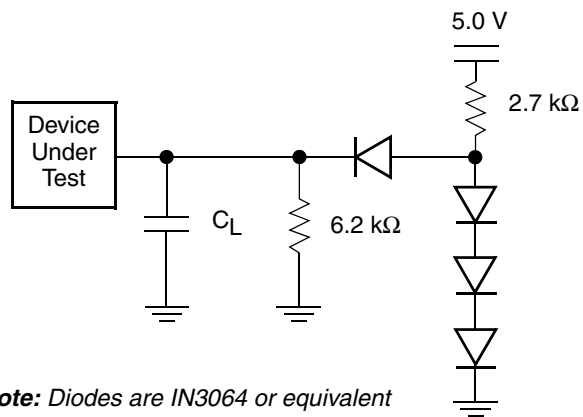 5.0 V
2.7 kΩ
Device
Under
Test
CL
6.2 kΩ
ote: Diodes are IN3064 or equivalent